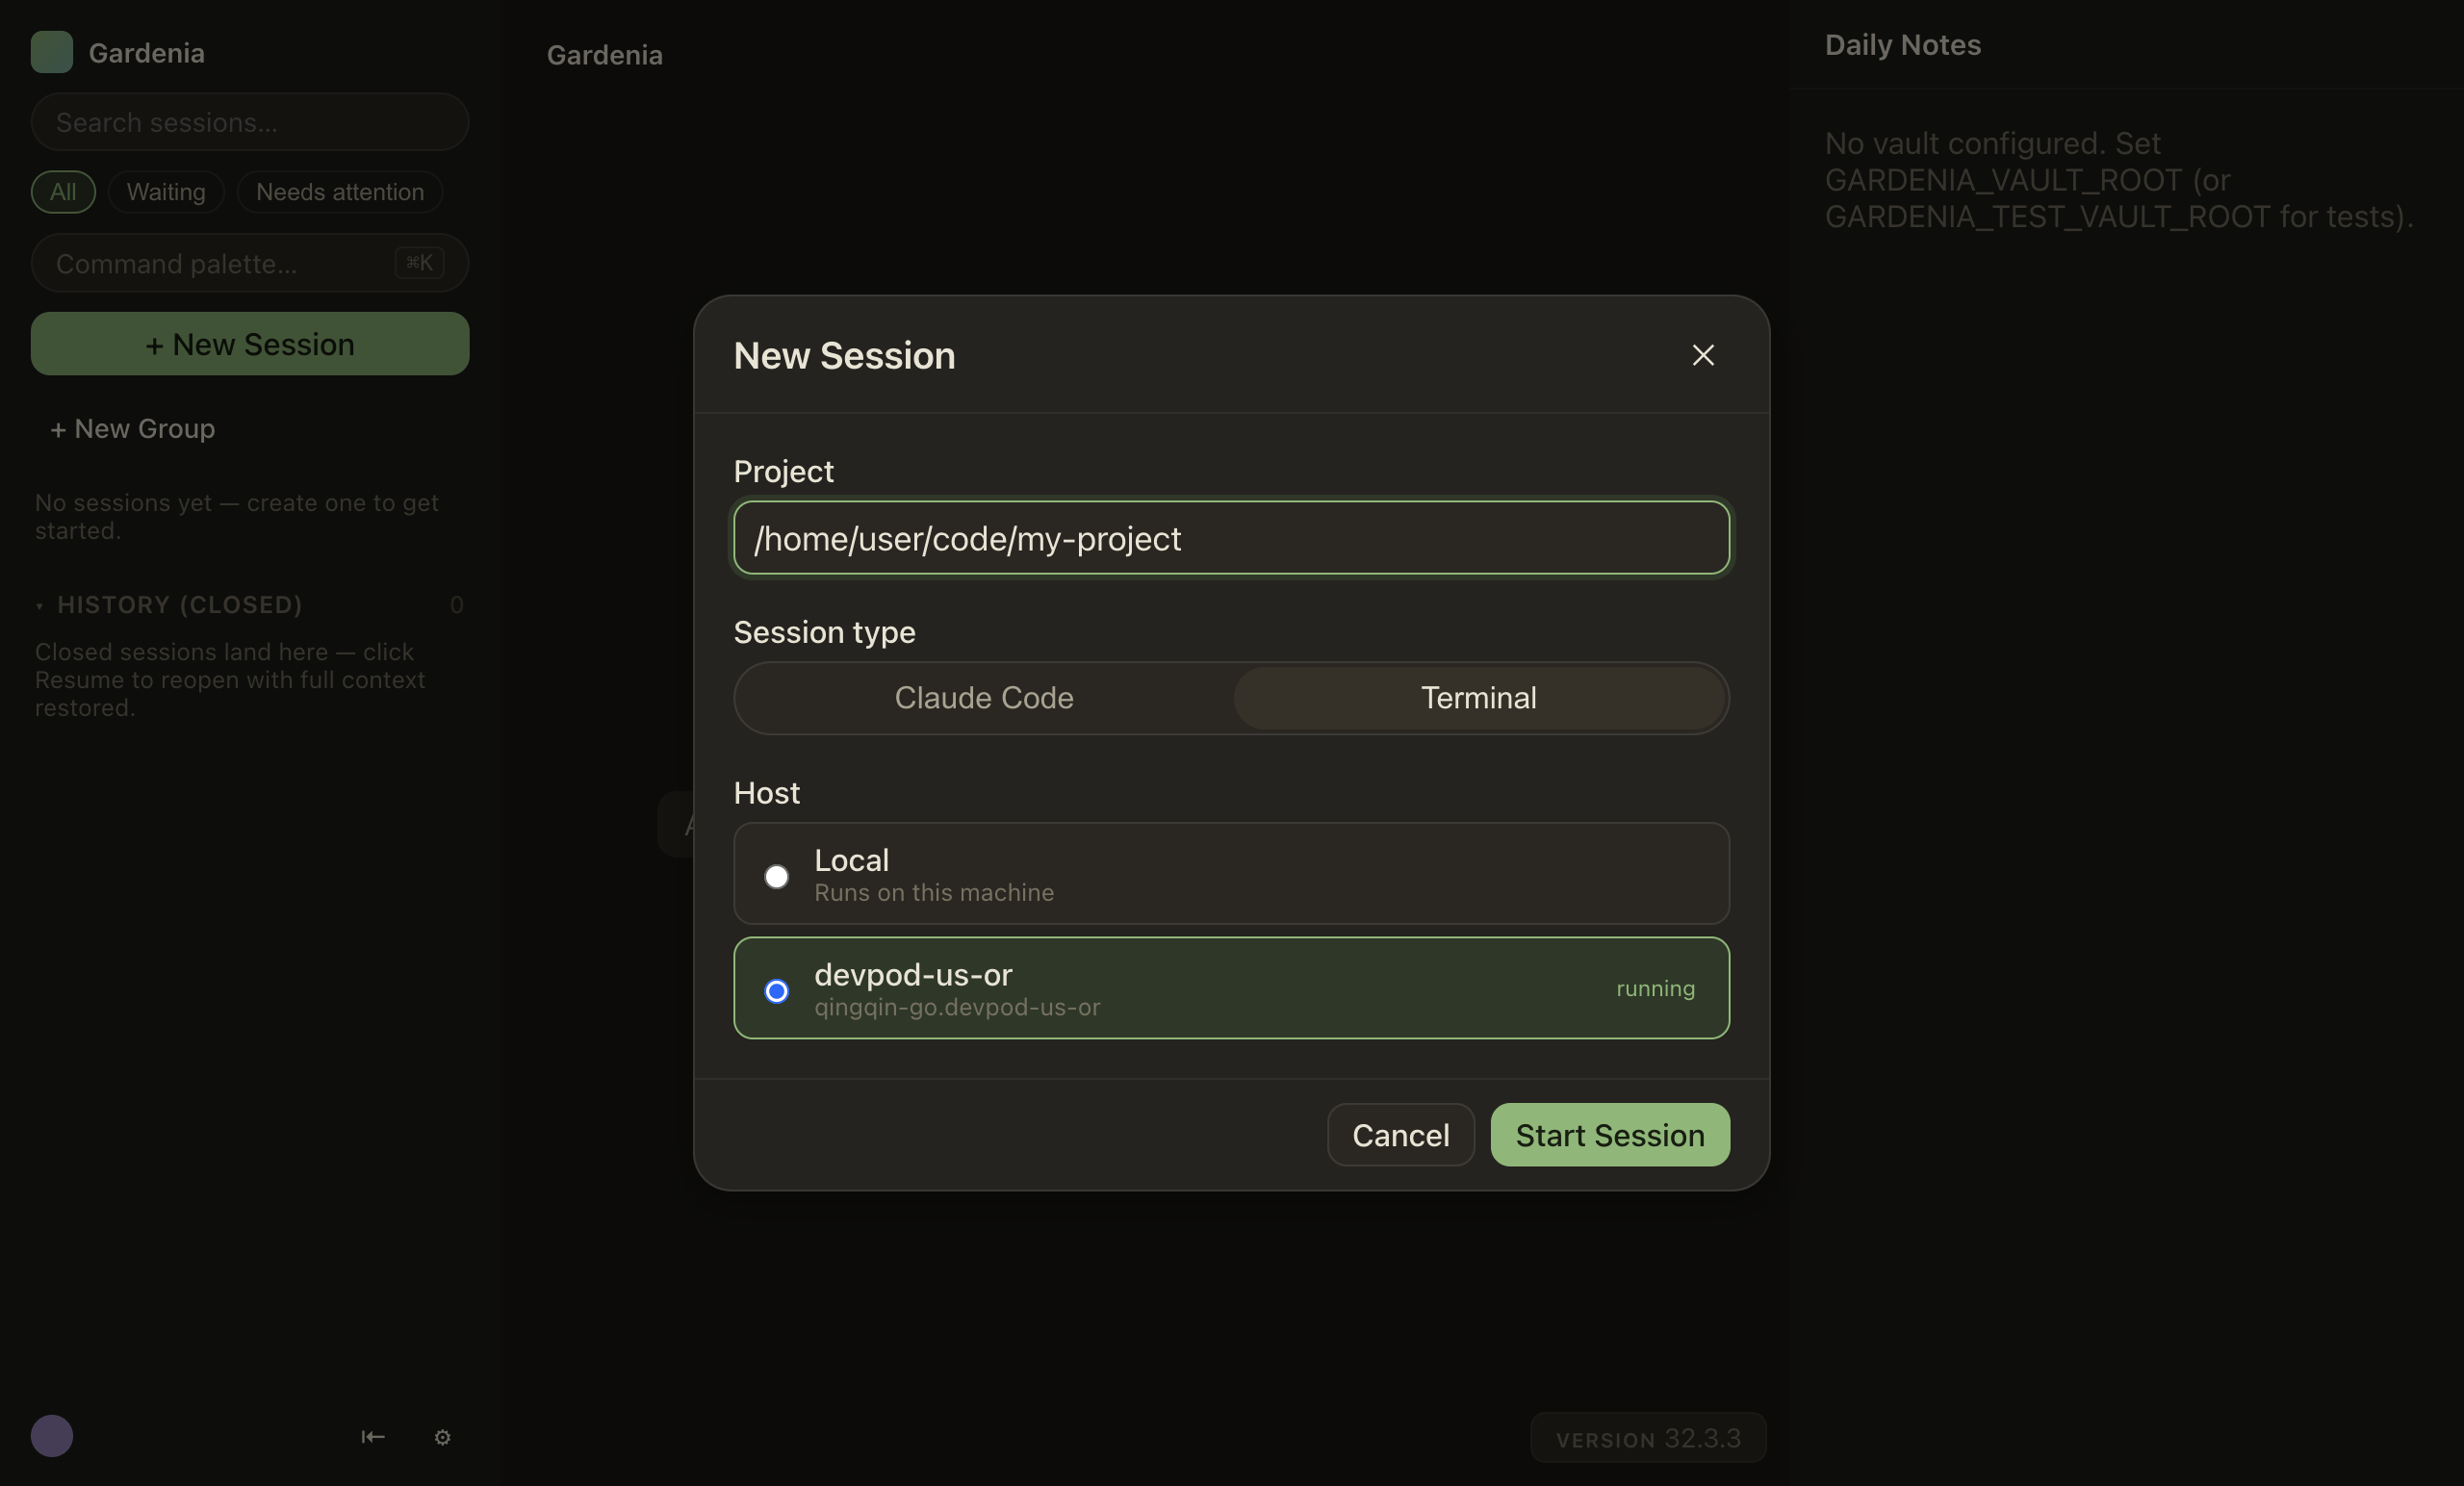 Gardenia
Search sessions...
All
Waiting
Needs attention
Command palette...
⌘K
+ New Session
+ New Group
No sessions yet — create one to get
started.
▾ HISTORY (CLOSED) 0
Closed sessions land here — click
Resume to reopen with full context
restored.
Gardenia
New Session
Project
/home/user/code/my-project
Session type
Claude Code
Terminal
Host
Local
Runs on this machine
devpod-us-or
qingqin-go.devpod-us-or
running
Cancel
Start Session
VERSION 32.3.3
Daily Notes
No vault configured. Set
GARDENIA_VAULT_ROOT (or
GARDENIA_TEST_VAULT_ROOT for tests).